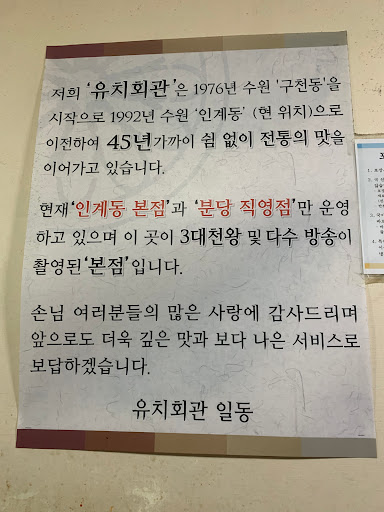 저희 '유치회관'은 1976년 수원 '구천동'을
시작으로 1992년 수원 '인계동' (현 위치)으로
이전하여 45년가까이 쉼 없이 전통의 맛을
이어가고 있습니다.
현재'인계동 본점'과 '분당 직영점'만 운영
하고 있으며 이 곳이 3대천왕 및 다수 방송이
촬영된'본점'입니다.
손님 여러분들의 많은 사랑에 감사드리며
앞으로도 더욱 깊은 맛과 보다 나은 서비스로
보답하겠습니다.
유치회관 일동